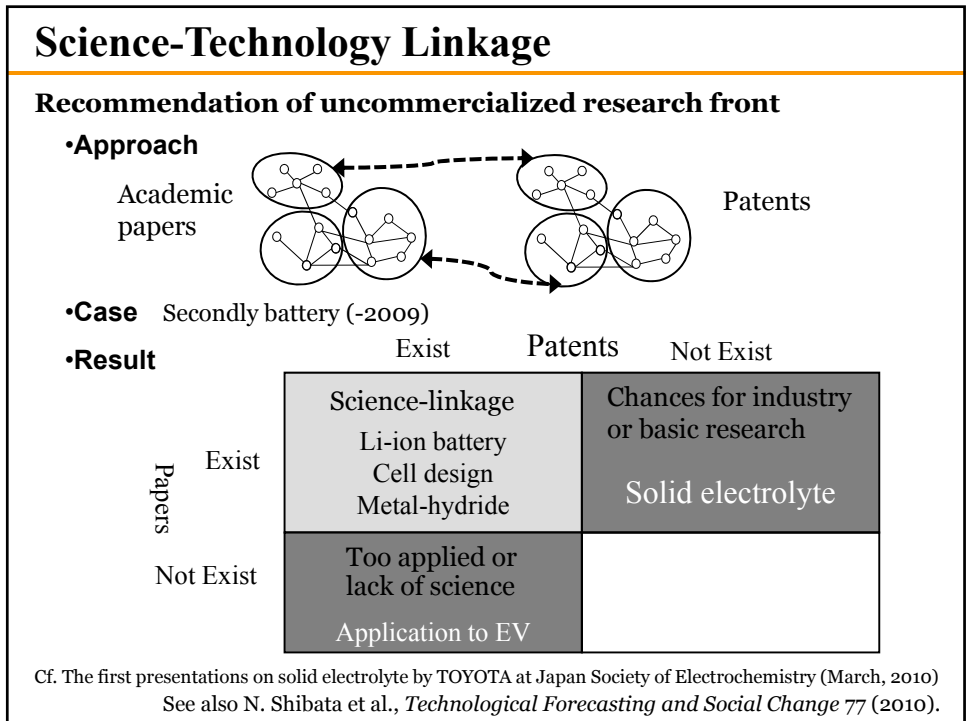 Science-Technology Linkage
Recommendation of uncommercialized research front
•Approach
Academic
papers
Patents
•Case Secondly battery (-2009)
•Result
Exist Patents Not Exist
Papers
Exist
Science-linkage
Li-ion battery
Cell design
Metal-hydride
Chances for industry
or basic research
Solid electrolyte
Not Exist
Too applied or
lack of science
Application to EV
Cf. The first presentations on solid electrolyte by TOYOTA at Japan Society of Electrochemistry (March, 2010)
See also N. Shibata et al., Technological Forecasting and Social Change 77 (2010).